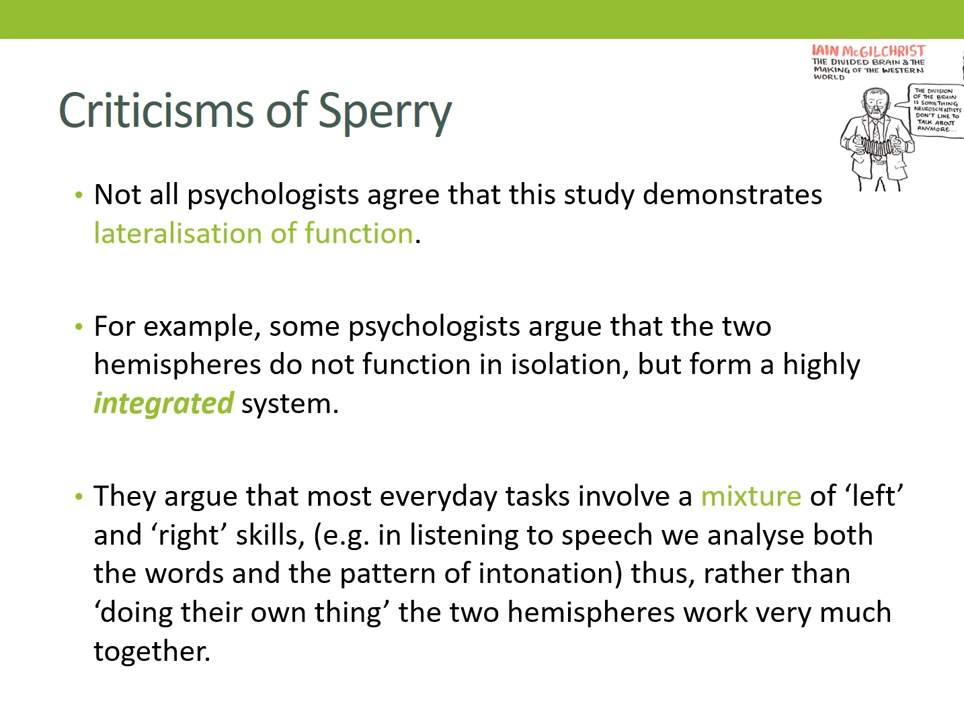 IAIN McGILCHRIST
THE DIVIDED BRAIN & THE
MAKING OF THE WESTERN
WORLD
THE DIVISION
OF THE BRAIN
IS SOMETHING
NEUROSCIENTISTS
DON'T LIKE TO
TALK ABOUT
ANYMORE...
Criticisms of Sperry
• Not all psychologists agree that this study demonstrates
lateralisation of function.
• For example, some psychologists argue that the two
hemispheres do not function in isolation, but form a highly
integrated system.
• They argue that most everyday tasks involve a mixture of ‘left’
and ‘right’ skills, (e.g. in listening to speech we analyse both
the words and the pattern of intonation) thus, rather than
‘doing their own thing’ the two hemispheres work very much
together.